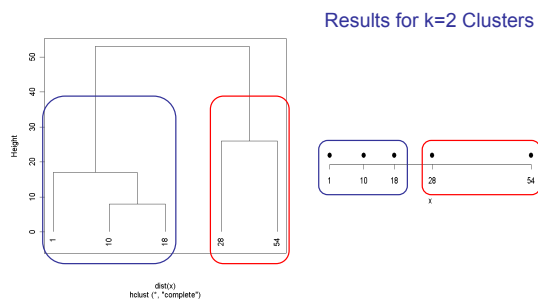 Results for k=2 Clusters
Height
50
40
30
20
10
0
1
10
18
28
54
dist(x)
hclust (*, "complete")
1 10 18 28 54
x